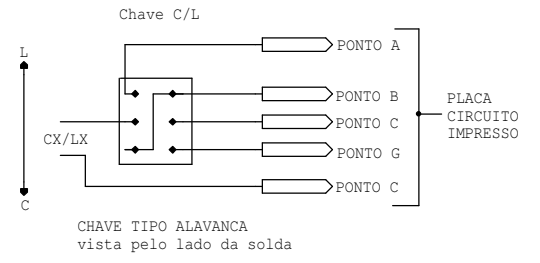 Chave C/L
L
PONTO A
PONTO B
PLACA
CIRCUITO
IMPRESSO
PONTO C
CX/LX
PONTO G
PONTO C
C
CHAVE TIPO ALAVANCA
vista pelo lado da solda